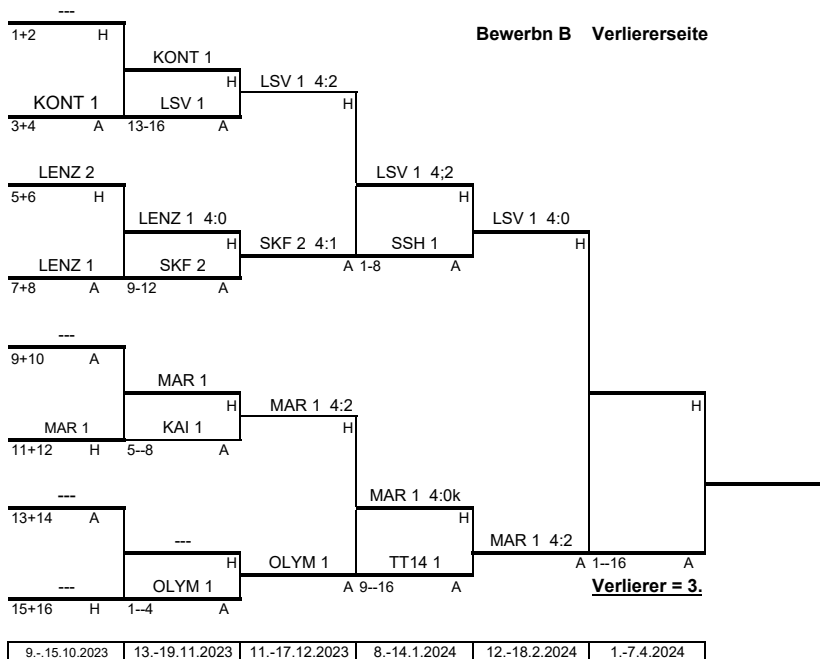 ---
1+2 H
Bewerbn B Verliererseite
KONT 1
H LSV 1 4:2
KONT 1 LSV 1 H
3+4 A 13-16 A
LENZ 2 LSV 1 4;2
5+6 H H
LENZ 1 4:0 LSV 1 4:0
H SKF 2 4:1 SSH 1 H
LENZ 1 SKF 2 A 1-8 A
7+8 A 9-12 A
---
9+10 A
MAR 1
H MAR 1 4:2 H
MAR 1 KAI 1 H
11+12 H 5--8 A
--- MAR 1 4:0k
13+14 A H
--- MAR 1 4:2
H OLYM 1 TT14 1 A 1--16 A
--- OLYM 1 A 9--16 A Verlierer = 3.
15+16 H 1--4 A
9.-.15.10.2023 13.-19.11.2023 11.-17.12.2023 8.-14.1.2024 12.-18.2.2024 1.-7.4.2024